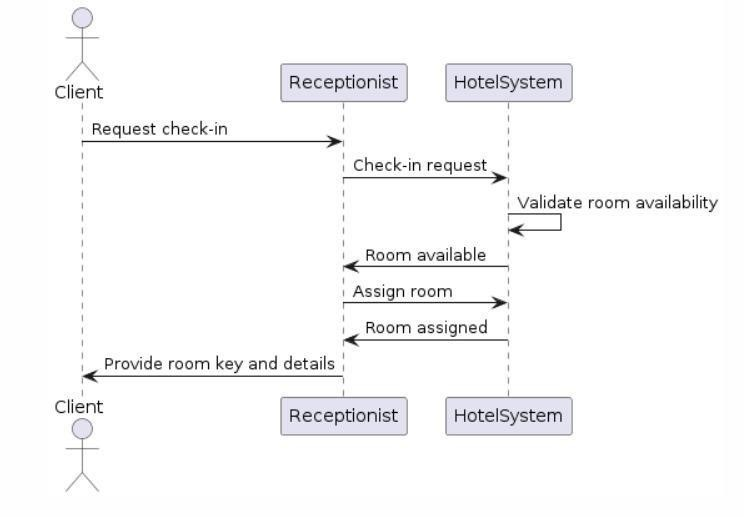 Client
Receptionist
HotelSystem
Request check-in
Check-in request
Validate room availability
Room available
Assign room
Room assigned
Provide room key and details
Client
Receptionist
HotelSystem